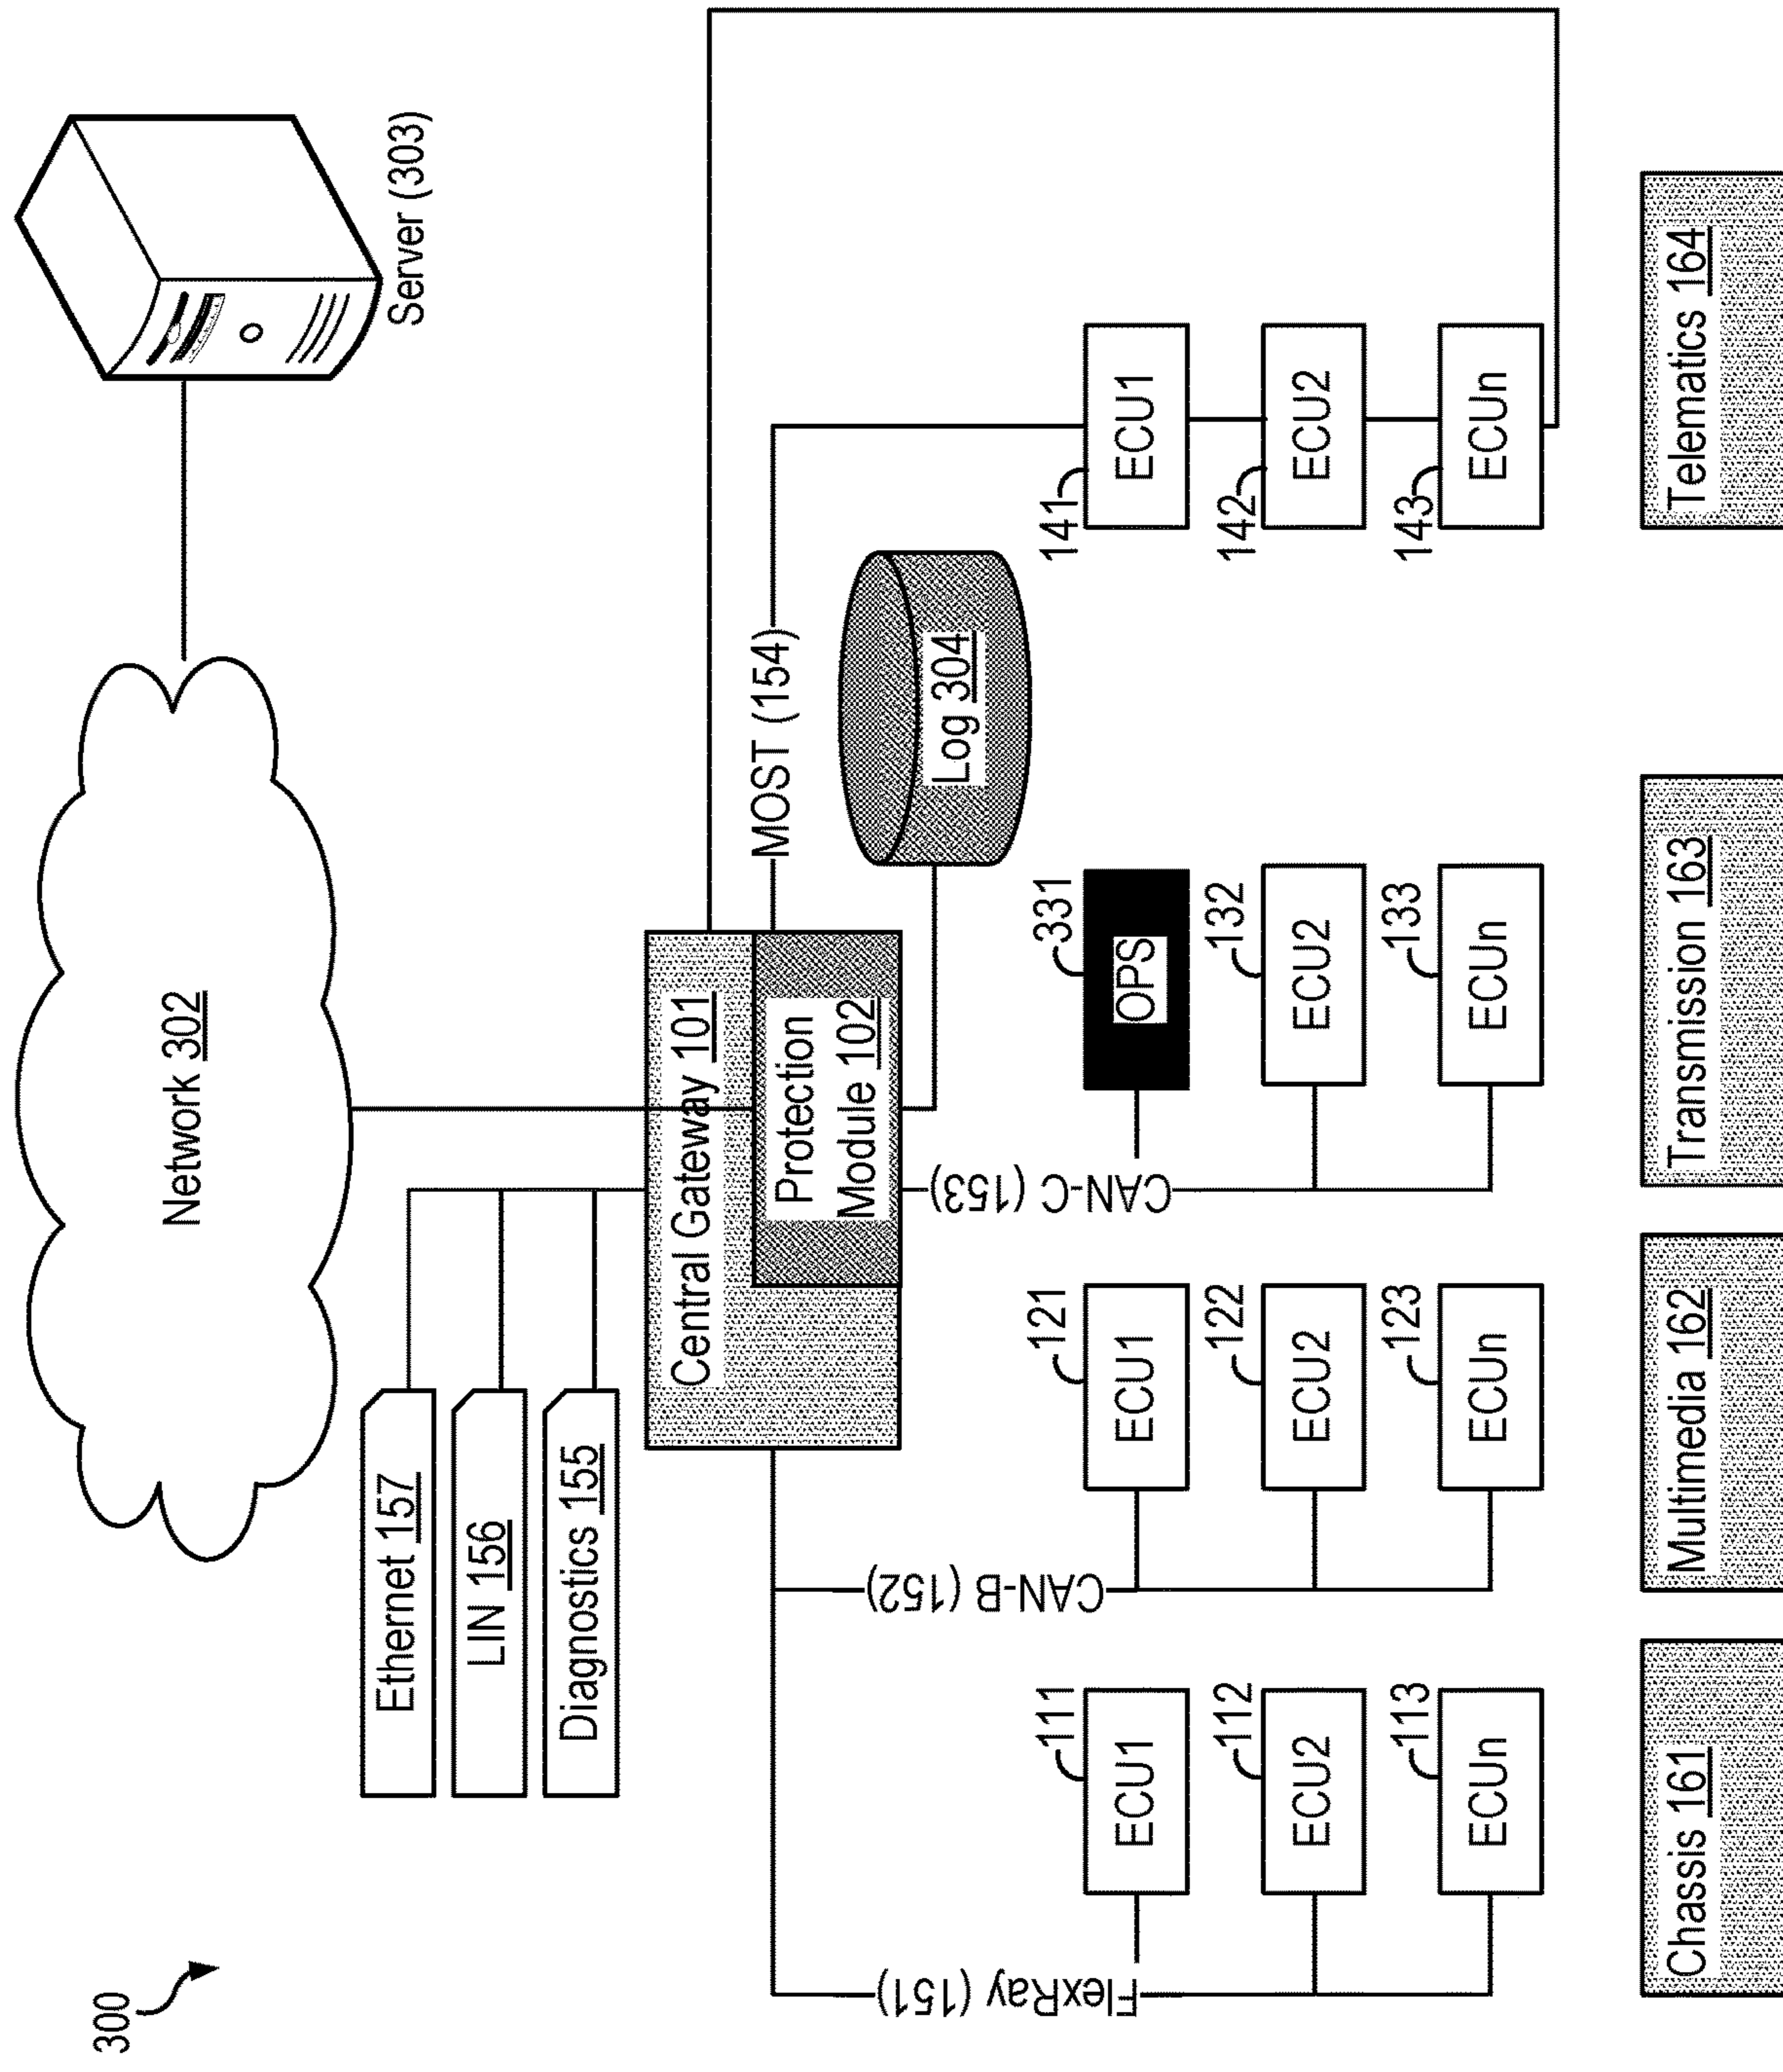 300
Network 302
Server (303)
Ethernet 157
LIN 156
Diagnostics 155
Central Gateway 101
Protection
Module 102
MOST (154)
Log 304
FlexRay (151)
CAN-B (152)
CAN-C (153)
111
ECU1
112
ECU2
113
ECUn
121
ECU1
122
ECU2
123
ECUn
331
OPS
132
ECU2
133
ECUn
141
ECU1
142
ECU2
143
ECUn
Chassis 161
Multimedia 162
Transmission 163
Telematics 164